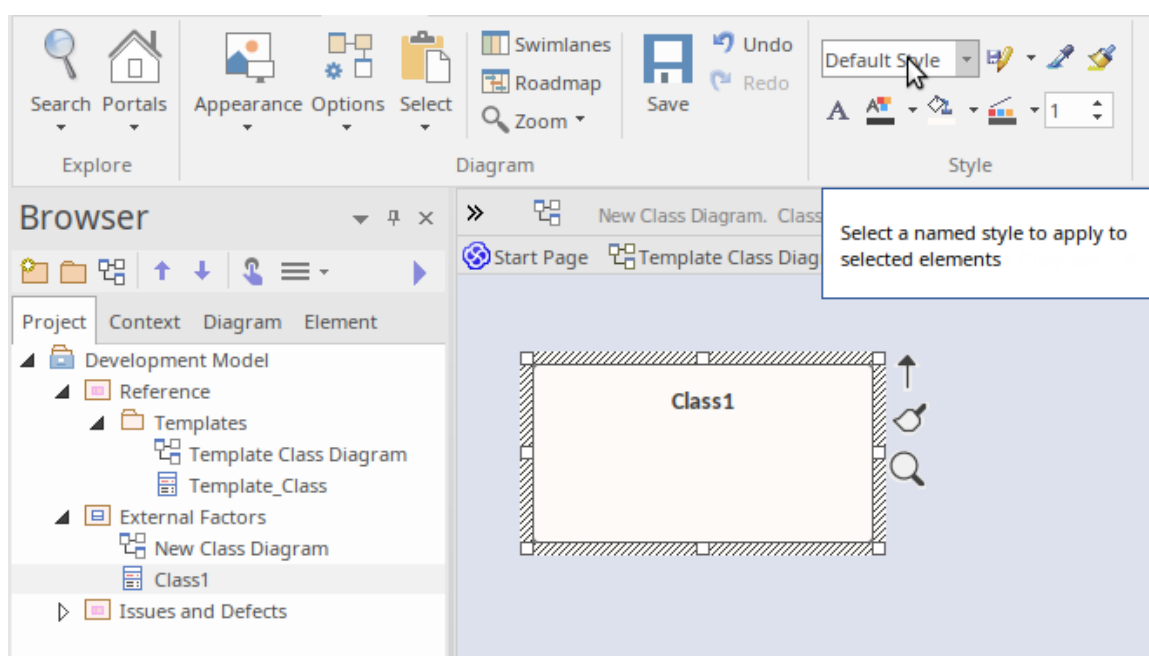 Search Portals
Appearance Options Select
Swimlanes
Roadmap
Zoom
Save
Undo
Redo
Default Style
A
1
Explore
Diagram
Style
Browser
New Class Diagram. Class
Select a named style to apply to
selected elements
Start Page
Template Class Diag
Project Context Diagram Element
Development Model
Reference
Templates
Template Class Diagram
Template_Class
External Factors
New Class Diagram
Class1
Issues and Defects
Class1